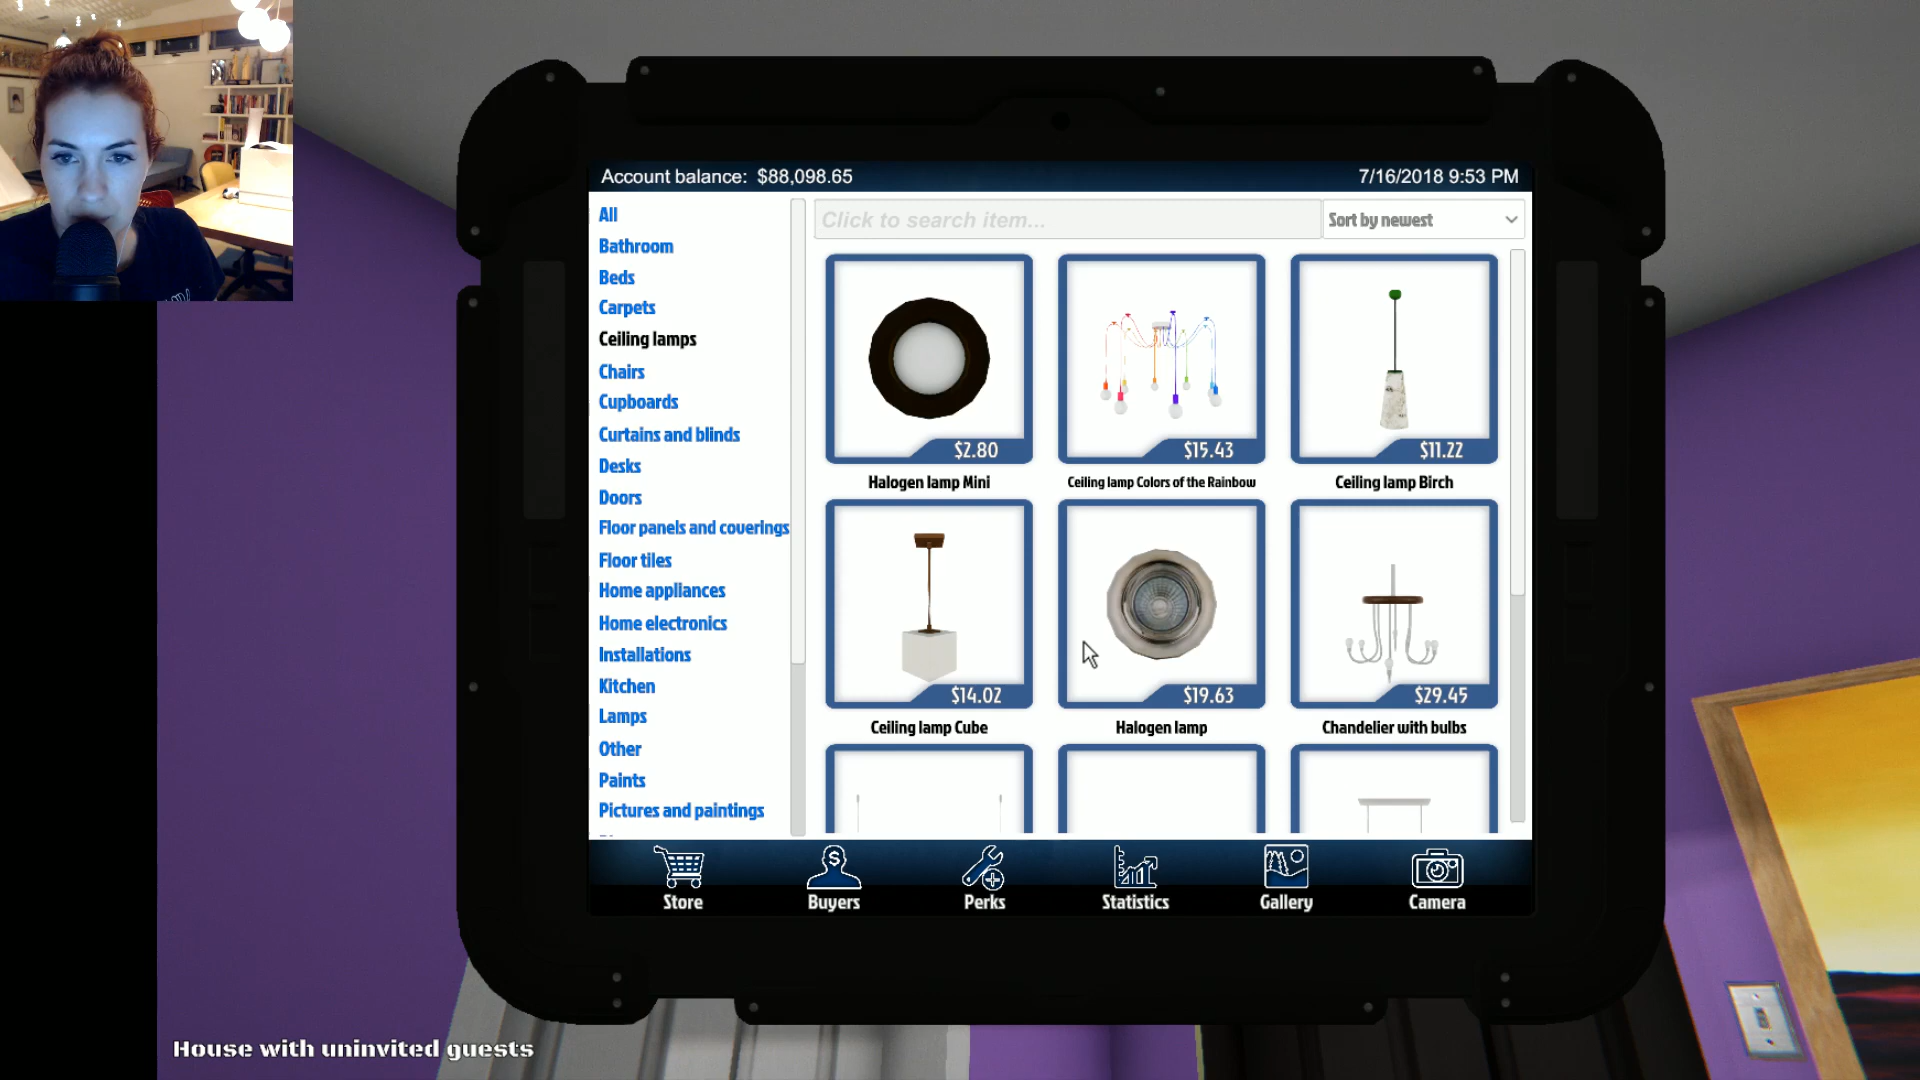 Account balance: $88,098.65
7/16/2018 9:53 PM
All
Bathroom
Beds
Carpets
Ceiling lamps
Chairs
Cupboards
Curtains and blinds
Desks
Doors
Floor panels and coverings
Floor tiles
Home appliances
Home electronics
Installations
Kitchen
Lamps
Other
Paints
Pictures and paintings
Click to search item...
Sort by newest
$2.80
$15.43
$11.22
Halogen lamp Mini
Ceiling lamp Colors of the Rainbow
Ceiling lamp Birch
$14.02
$19.63
$29.45
Ceiling lamp Cube
Halogen lamp
Chandelier with bulbs
Store
Buyers
Perks
Statistics
Gallery
Camera
House with uninvited guests